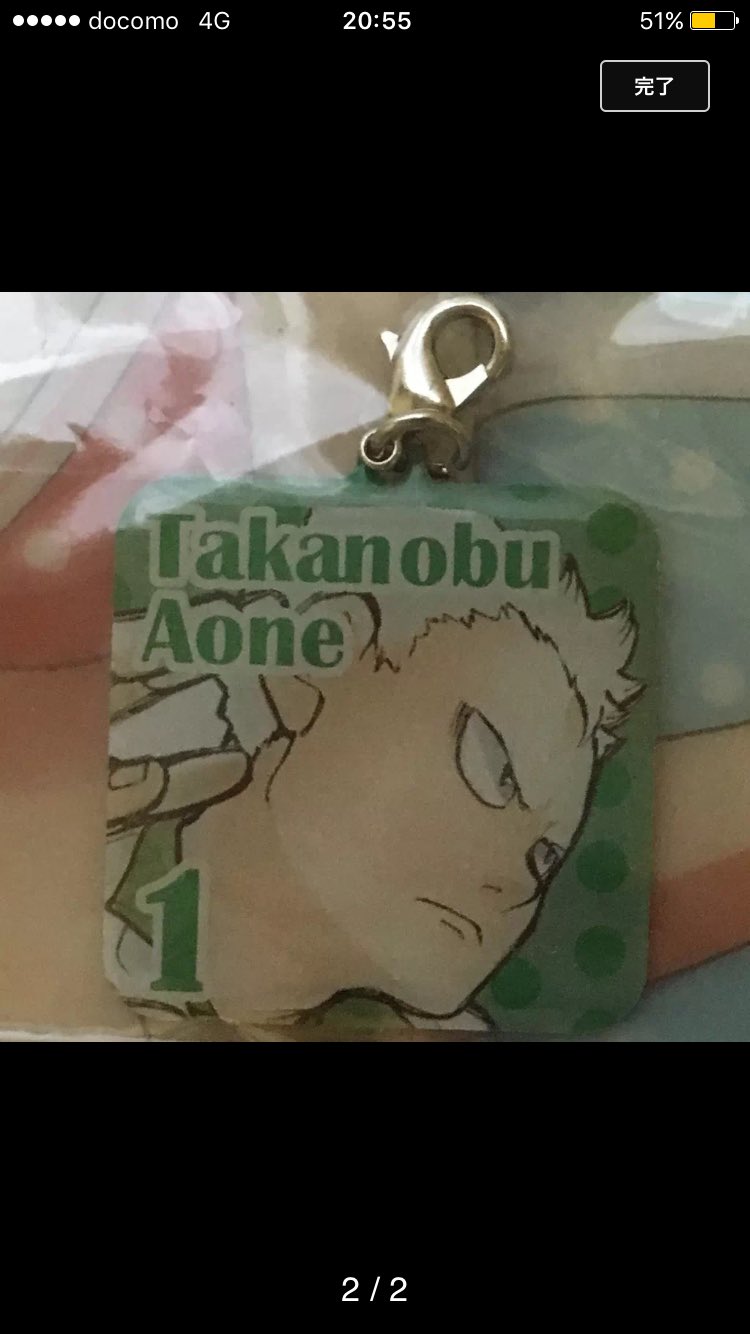 docomo 4G 20:55 51%
完了
Takanobu
Aone
1
2 / 2